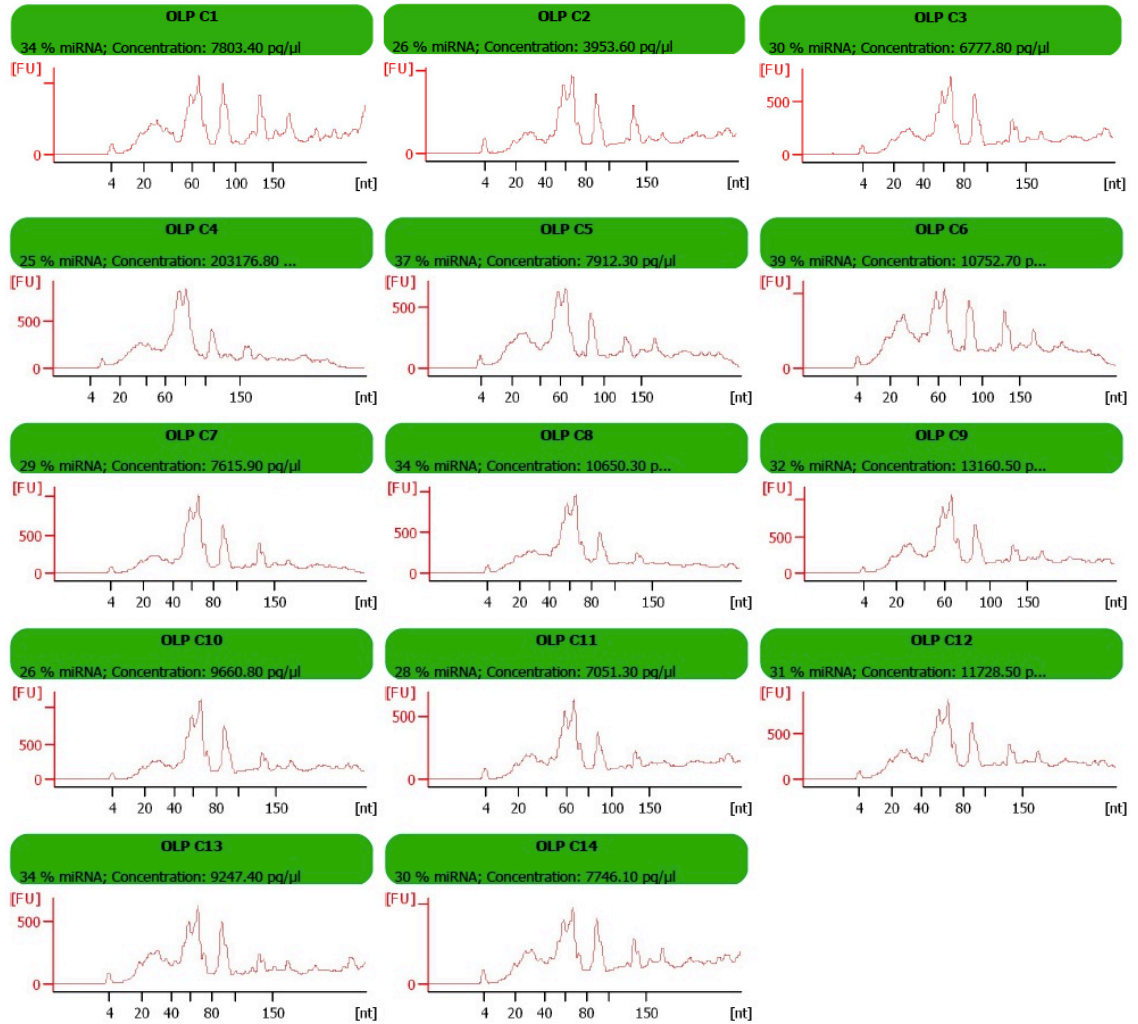 OLP C1
34 % miRNA; Concentration: 7803.40 pg/µl
[FU]
0
4 20 60 100 150 [nt]
OLP C2
26 % miRNA; Concentration: 3953.60 pg/µl
[FU]
0
4 20 40 80 150 [nt]
OLP C3
30 % miRNA; Concentration: 6777.80 pg/µl
[FU]
500
0
4 20 40 80 150 [nt]
OLP C4
25 % miRNA; Concentration: 203176.80 ...
[FU]
500
0
4 20 60 150 [nt]
OLP C5
37 % miRNA; Concentration: 7912.30 pg/µl
[FU]
500
0
4 20 60 100 150 [nt]
OLP C6
39 % miRNA; Concentration: 10752.70 p...
[FU]
0
4 20 60 100 150 [nt]
OLP C7
29 % miRNA; Concentration: 7615.90 pg/µl
[FU]
500
0
4 20 40 80 150 [nt]
OLP C8
34 % miRNA; Concentration: 10650.30 p...
[FU]
500
0
4 20 40 80 150 [nt]
OLP C9
32 % miRNA; Concentration: 13160.50 p...
[FU]
500
0
4 20 60 100 150 [nt]
OLP C10
26 % miRNA; Concentration: 9660.80 pg/µl
[FU]
500
0
4 20 40 80 150 [nt]
OLP C11
28 % miRNA; Concentration: 7051.30 pg/µl
[FU]
500
0
4 20 60 100 150 [nt]
OLP C12
31 % miRNA; Concentration: 11728.50 p...
[FU]
500
0
4 20 40 80 150 [nt]
OLP C13
34 % miRNA; Concentration: 9247.40 pg/µl
[FU]
500
0
4 20 40 80 150 [nt]
OLP C14
30 % miRNA; Concentration: 7746.10 pg/µl
[FU]
0
4 20 40 80 150 [nt]